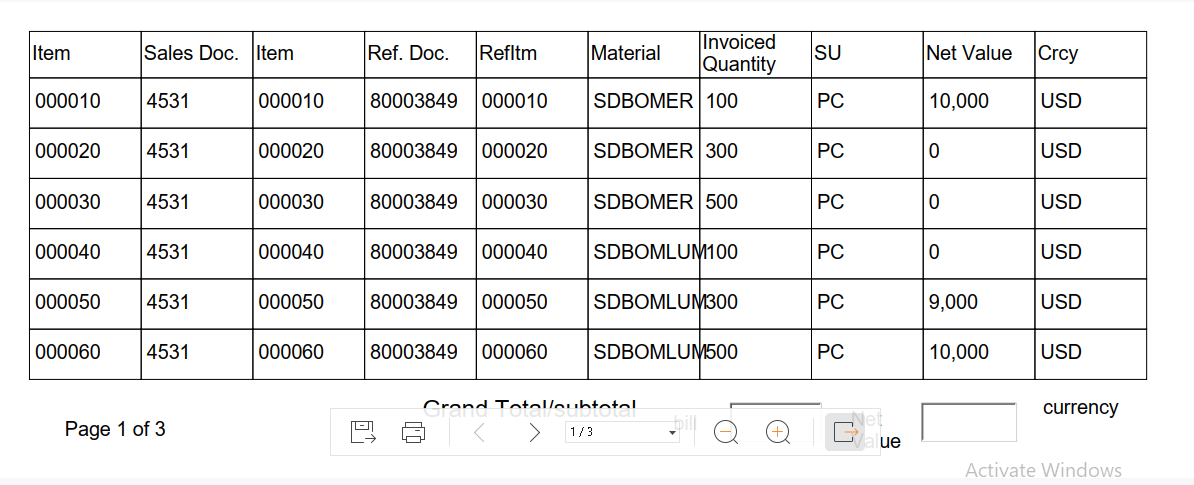 Item Sales Doc. Item Ref. Doc. RefItm Material Invoiced Quantity SU Net Value Crcy
000010 4531 000010 80003849 000010 SDBOMER 100 PC 10,000 USD
000020 4531 000020 80003849 000020 SDBOMER 300 PC 0 USD
000030 4531 000030 80003849 000030 SDBOMER 500 PC 0 USD
000040 4531 000040 80003849 000040 SDBOMLUM 100 PC 0 USD
000050 4531 000050 80003849 000050 SDBOMLUM 300 PC 9,000 USD
000060 4531 000060 80003849 000060 SDBOMLUM 500 PC 10,000 USD
Grand Total/subtotal
bill
Net Value
currency
Page 1 of 3
1 / 3
Activate Windows